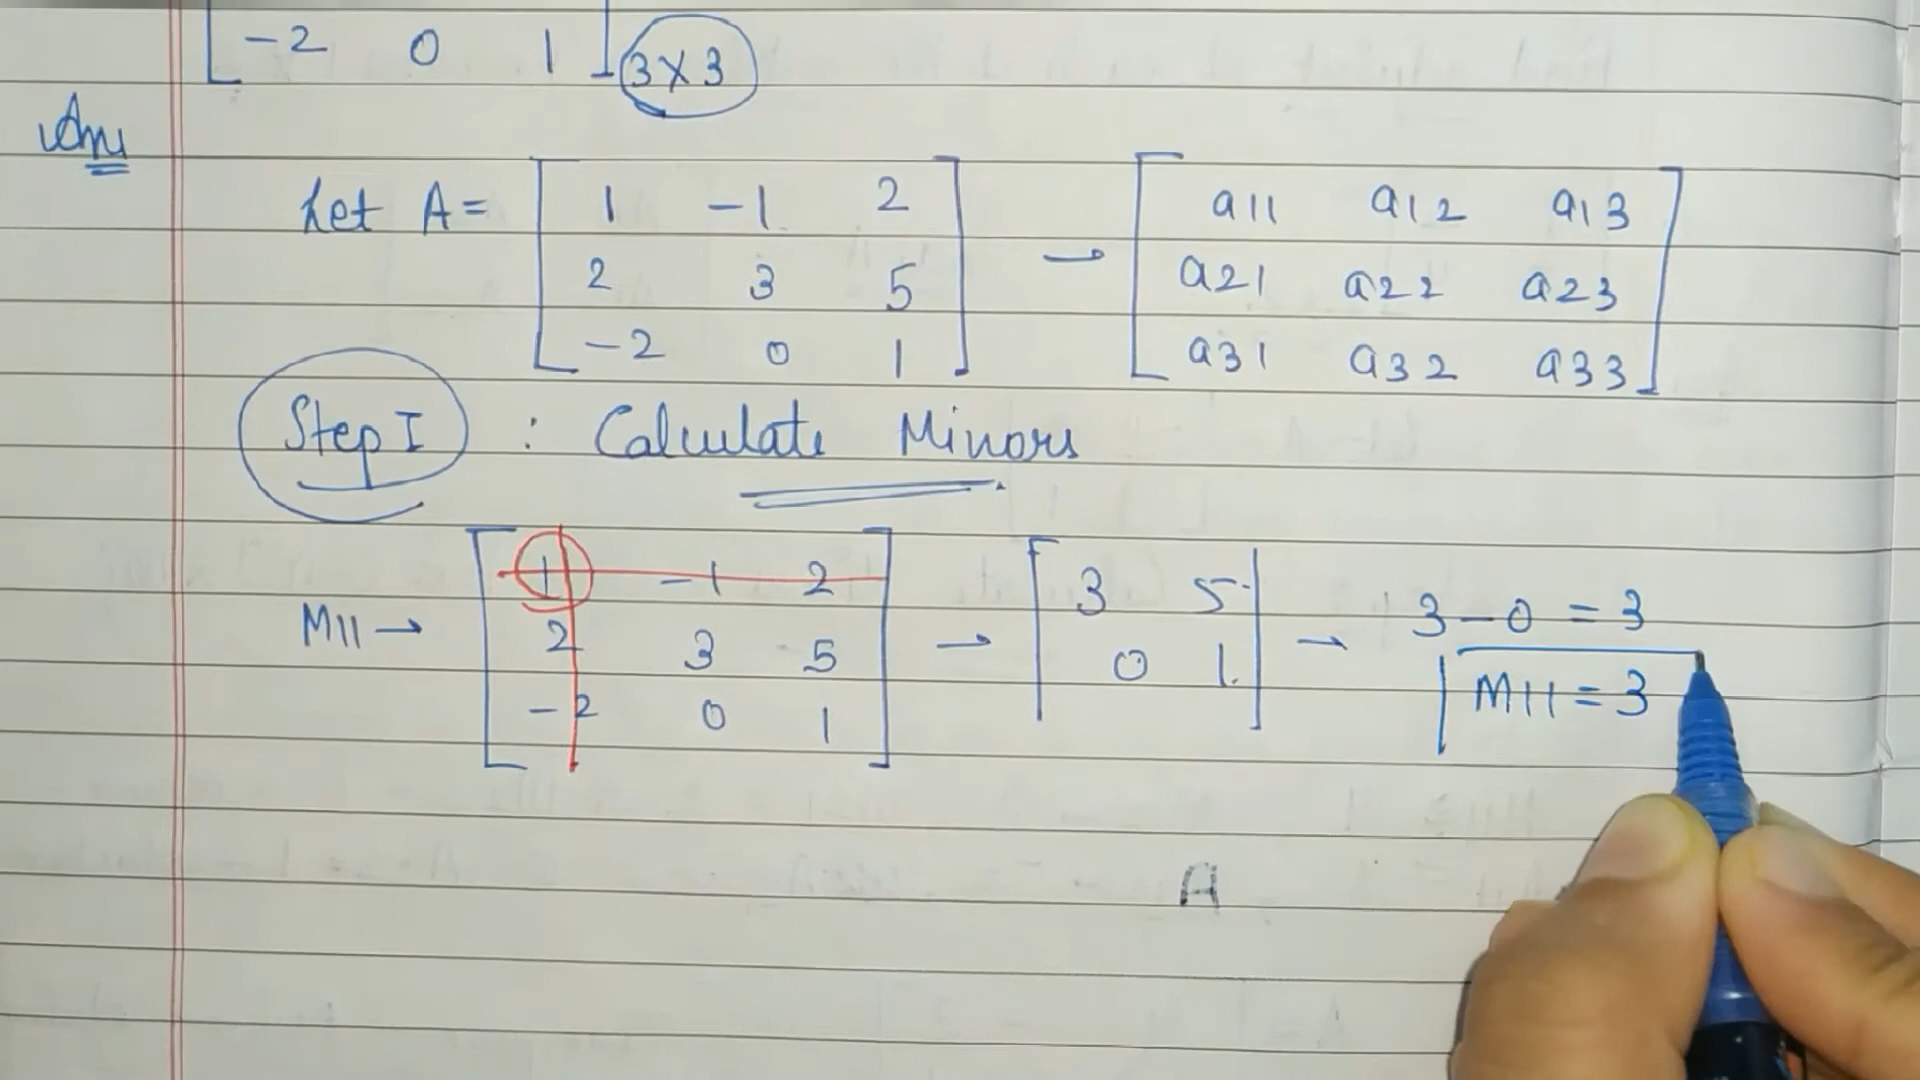 -2 0 1 3×3
Ans
Let A = 1 -1 2 → a11 a12 a13
2 3 5 a21 a22 a23
-2 0 1 a31 a32 a33
Step I : Calculate Minors
M11 → 1 -1 2 → 3 5 → 3-0 = 3
2 3 5 0 1 M11 = 3
-2 0 1
A